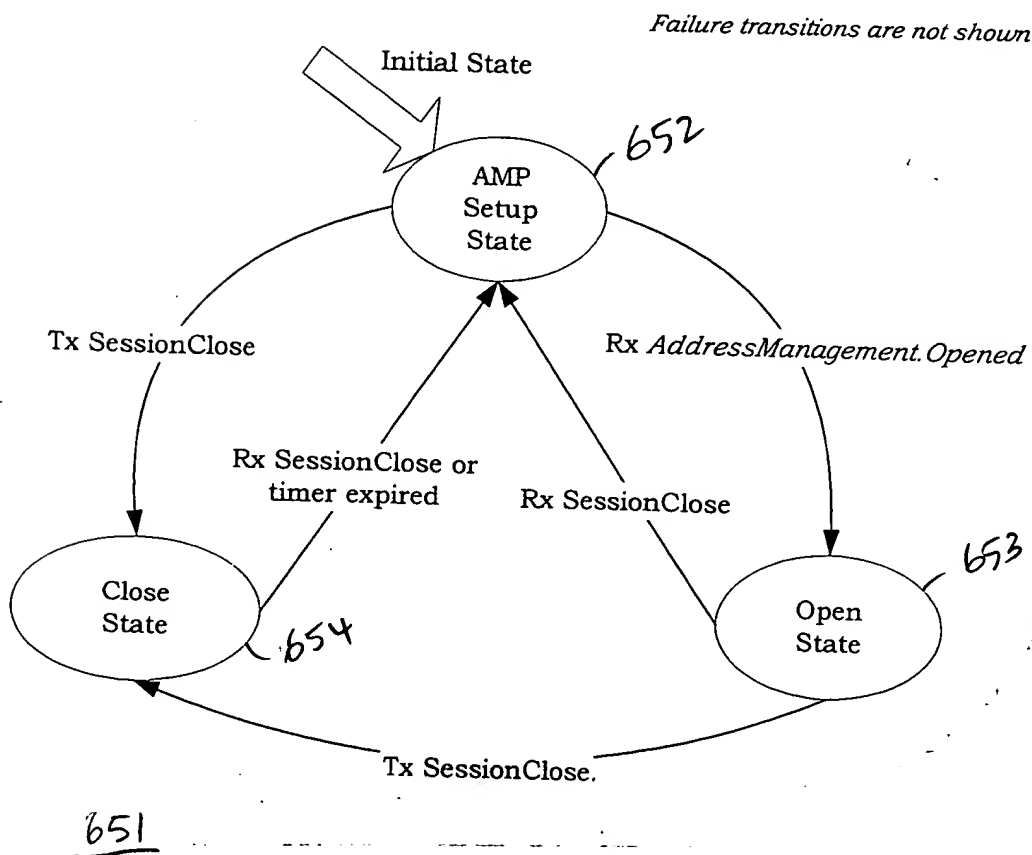 Failure transitions are not shown
Initial State
652
AMP
Setup
State
Tx SessionClose
Rx AddressManagement.Opened
Rx SessionClose or
timer expired
Rx SessionClose
653
Close
State
Open
State
654
Tx SessionClose.
651